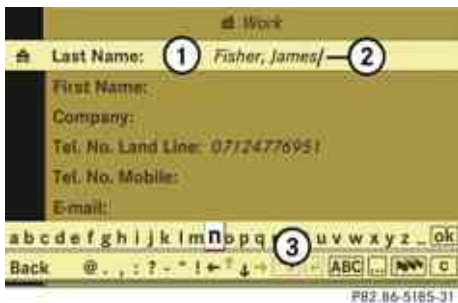 Work
Last Name: 1 Fisher, James 2
First Name:
Company:
Tel. No. Land Line: 07124776951
Tel. No. Mobile:
E-mail:
a b c d e f g h i j k l m n o p q 3 u v w x y z _ ok
Back @ . , : ? - " ! ABC ... c
P82.86-5185-31